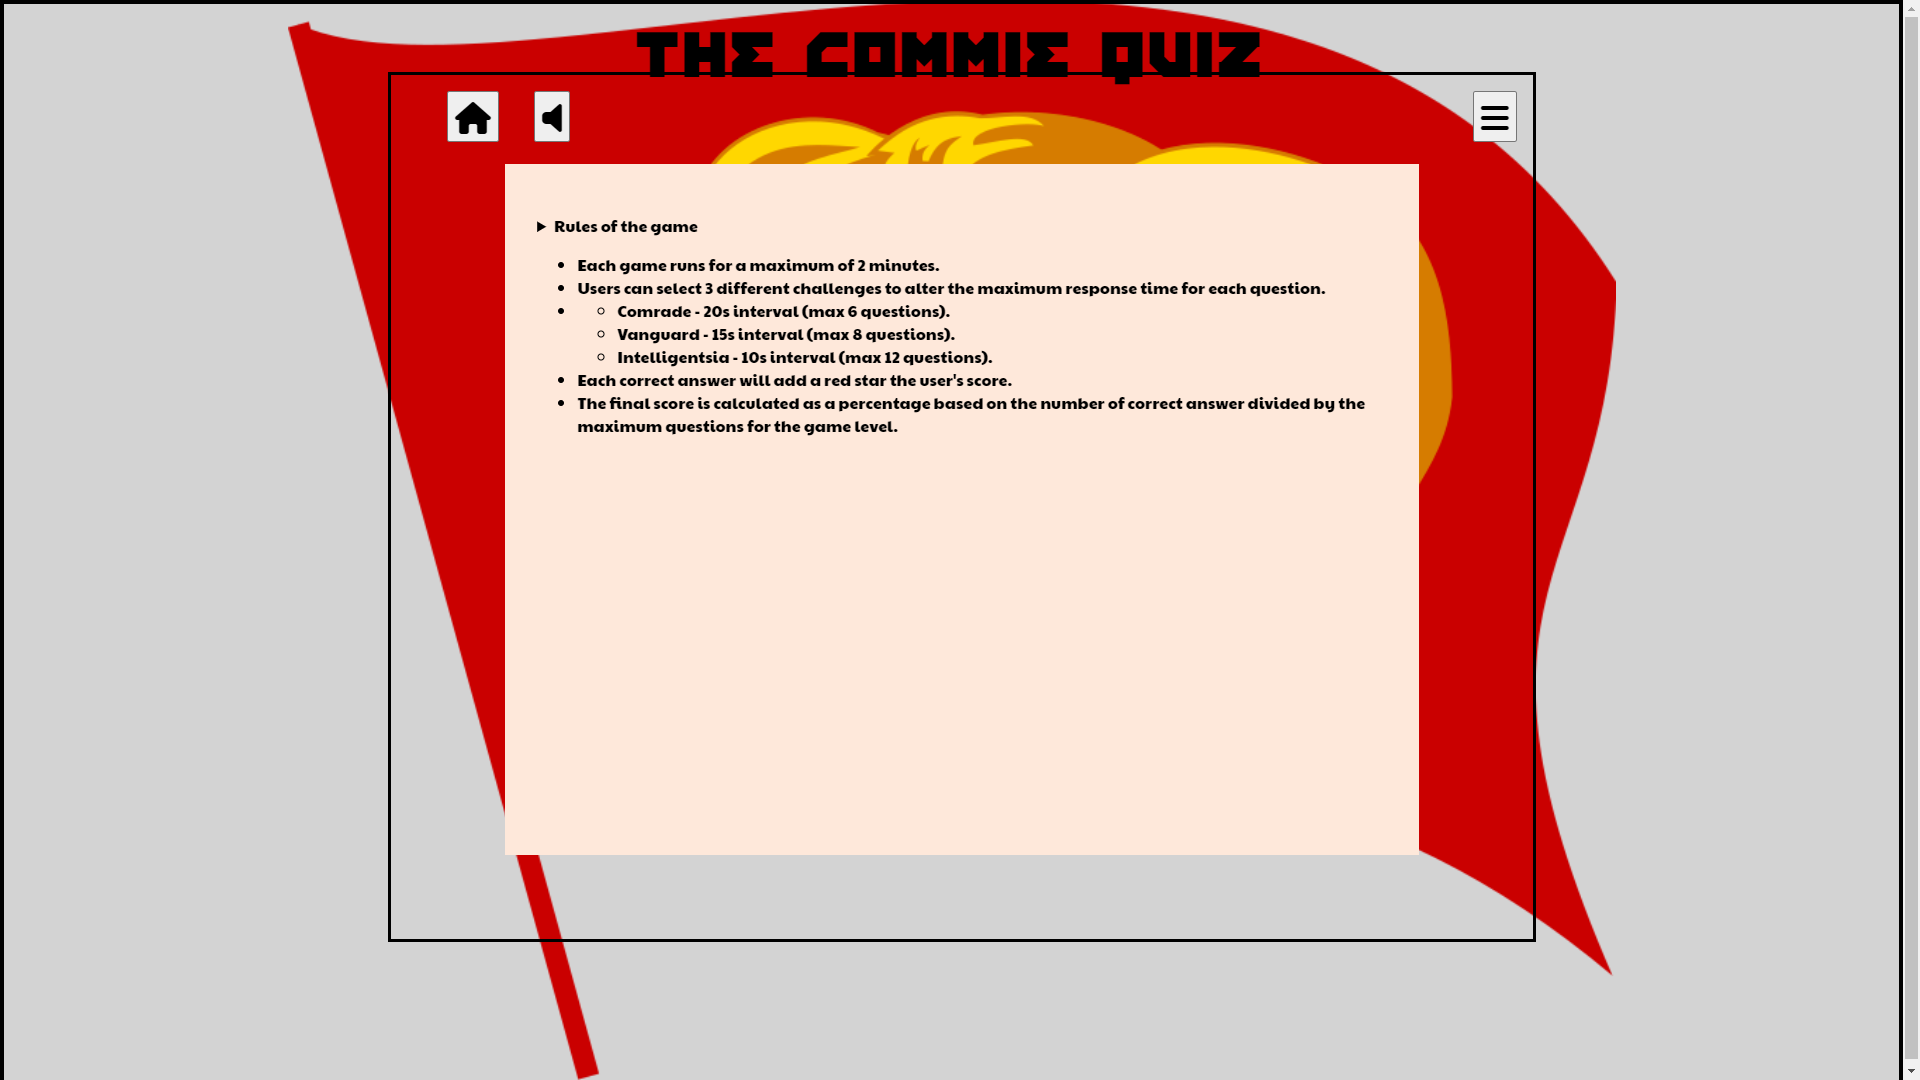 THE COMMIE QUIZ
Rules of the game
Each game runs for a maximum of 2 minutes.
Users can select 3 different challenges to alter the maximum response time for each question.
Comrade - 20s interval (max 6 questions).
Vanguard - 15s interval (max 8 questions).
Intelligentsia - 10s interval (max 12 questions).
Each correct answer will add a red star the user's score.
The final score is calculated as a percentage based on the number of correct answer divided by the
maximum questions for the game level.